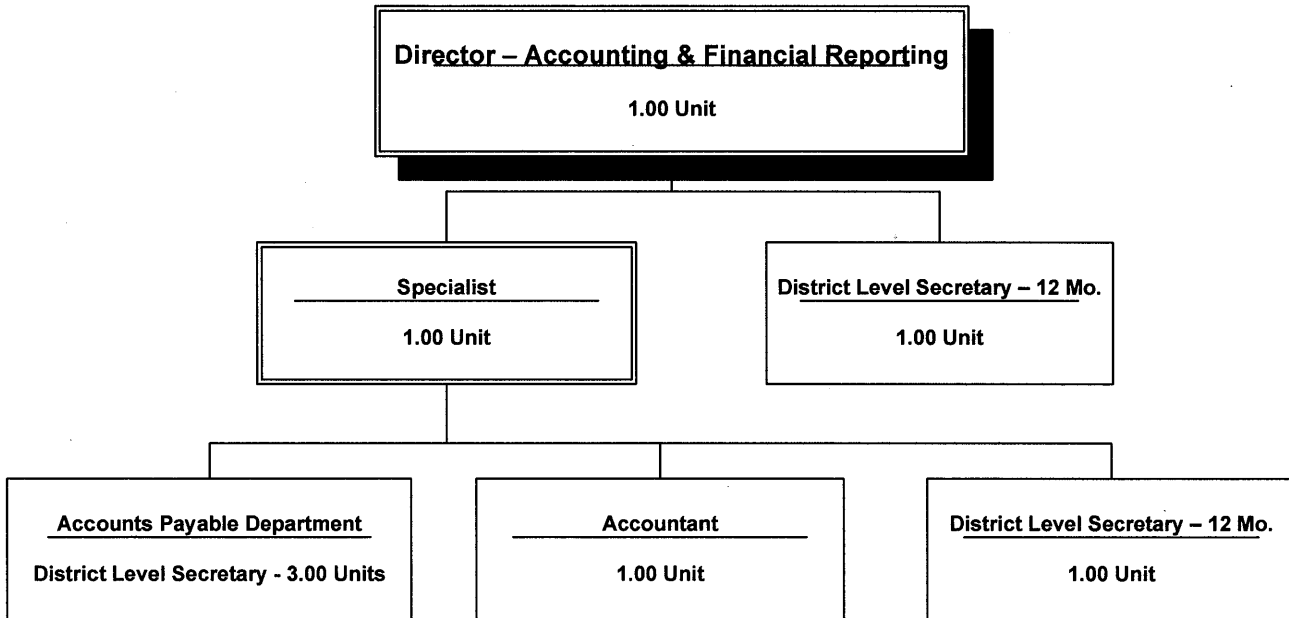 Director – Accounting & Financial Reporting
1.00 Unit
Specialist
1.00 Unit
District Level Secretary – 12 Mo.
1.00 Unit
Accounts Payable Department
District Level Secretary - 3.00 Units
Accountant
1.00 Unit
District Level Secretary – 12 Mo.
1.00 Unit